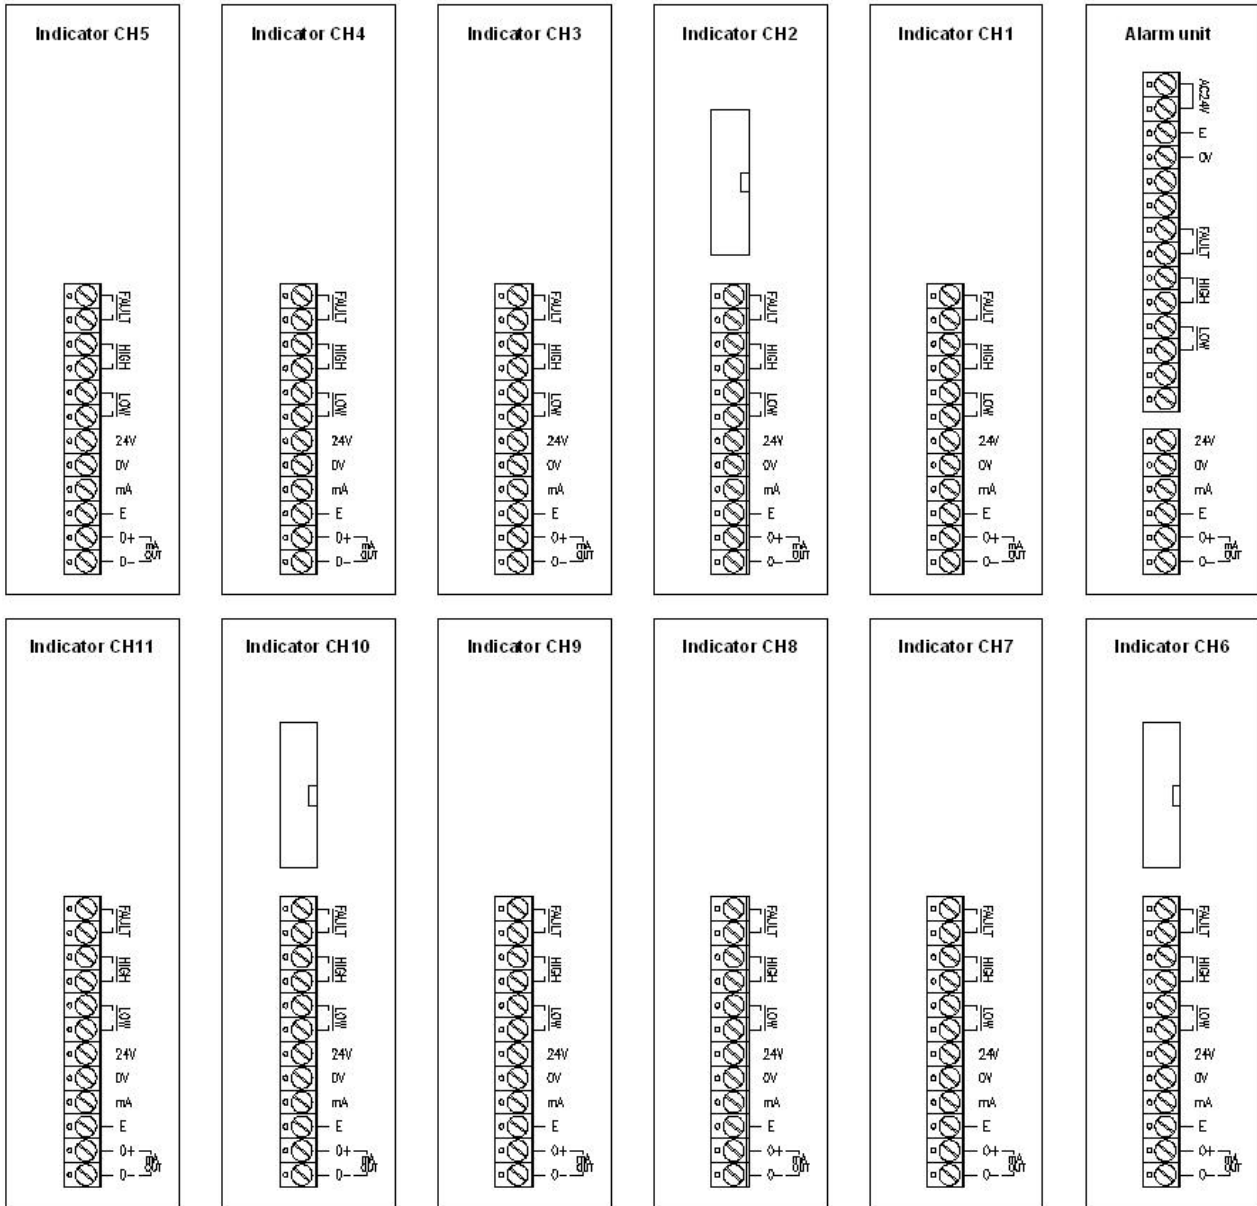 Indicator CH5
FAULT
HIGH
LOW
24V
0V
mA
E
0+
0-
mA
OUT
Indicator CH4
FAULT
HIGH
LOW
24V
0V
mA
E
0+
0-
mA
OUT
Indicator CH3
FAULT
HIGH
LOW
24V
0V
mA
E
0+
0-
mA
OUT
Indicator CH2
FAULT
HIGH
LOW
24V
0V
mA
E
0+
0-
mA
OUT
Indicator CH1
FAULT
HIGH
LOW
24V
0V
mA
E
0+
0-
mA
OUT
Alarm unit
AC24V
E
0V
FAULT
HIGH
LOW
24V
0V
mA
E
0+
0-
mA
OUT
Indicator CH11
FAULT
HIGH
LOW
24V
0V
mA
E
0+
0-
mA
OUT
Indicator CH10
FAULT
HIGH
LOW
24V
0V
mA
E
0+
0-
mA
OUT
Indicator CH9
FAULT
HIGH
LOW
24V
0V
mA
E
0+
0-
mA
OUT
Indicator CH8
FAULT
HIGH
LOW
24V
0V
mA
E
0+
0-
mA
OUT
Indicator CH7
FAULT
HIGH
LOW
24V
0V
mA
E
0+
0-
mA
OUT
Indicator CH6
FAULT
HIGH
LOW
24V
0V
mA
E
0+
0-
mA
OUT